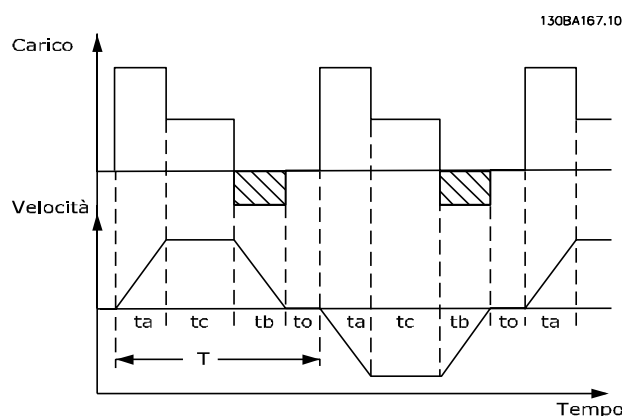 130BA167.10
Carico
Velocità
ta tc tb to ta tc tb to ta
T
Tempo